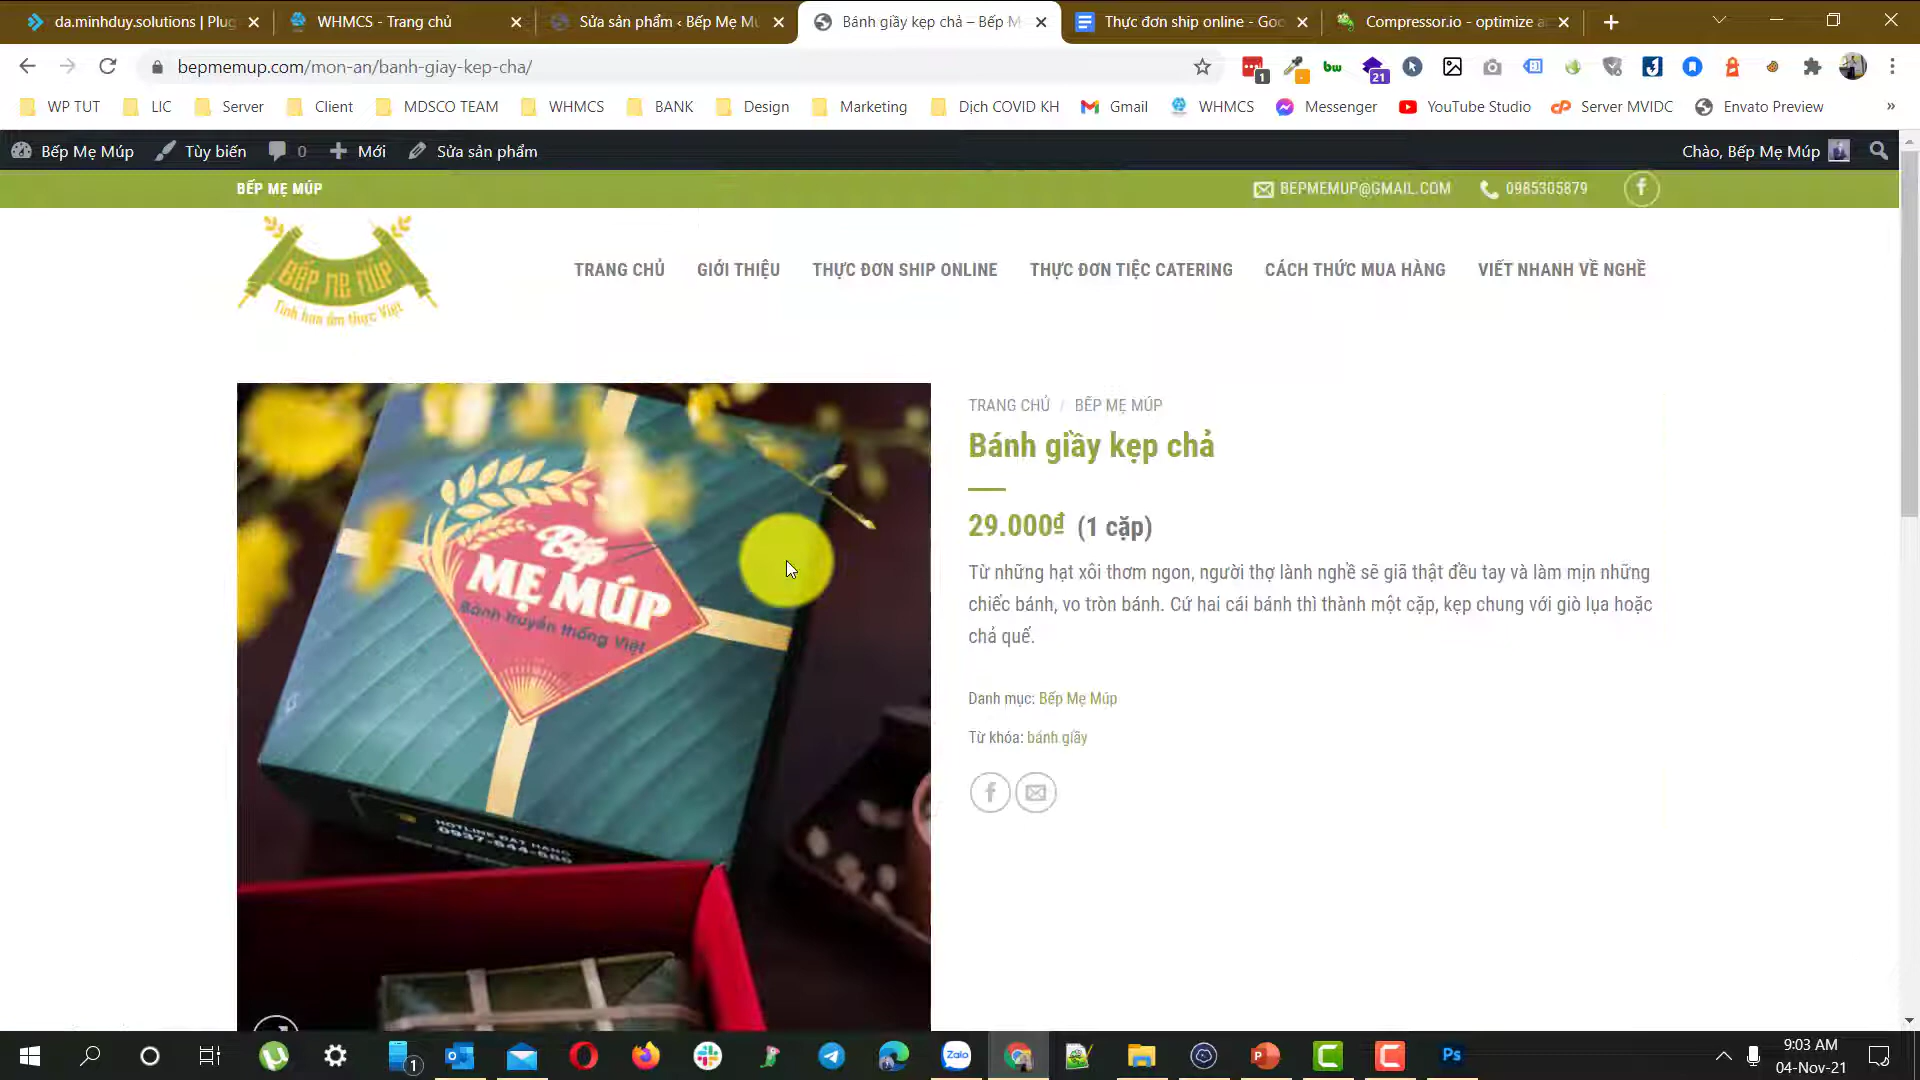 da.minhduy.solutions | Plug
WHMCS - Trang chủ
Sửa sản phẩm ‹ Bếp Mẹ Mú
Bánh giầy kẹp chả – Bếp M
Thực đơn ship online - Goo
Compressor.io - optimize a
bepmemup.com/mon-an/banh-giay-kep-cha/
1
bw
21
WP TUT
LIC
Server
Client
MDSCO TEAM
WHMCS
BANK
Design
Marketing
Dịch COVID KH
Gmail
WHMCS
Messenger
YouTube Studio
Server MVIDC
Envato Preview
»
Bếp Mẹ Múp
Tùy biến
0
Mới
Sửa sản phẩm
Chào, Bếp Mẹ Múp
BẾP MẸ MÚP
BEPMEMUP@GMAIL.COM
0985305879
BẾP MẸ MÚP
Tinh hoa ẩm thực Việt
TRANG CHỦ
GIỚI THIỆU
THỰC ĐƠN SHIP ONLINE
THỰC ĐƠN TIỆC CATERING
CÁCH THỨC MUA HÀNG
VIẾT NHANH VỀ NGHỀ
Bếp
MẸ MÚP
Bánh truyền thống Việt
HOTLINE ĐẶT HÀNG
TRANG CHỦ / BẾP MẸ MÚP
Bánh giầy kẹp chả
29.000₫ (1 cặp)
Từ những hạt xôi thơm ngon, người thợ lành nghề sẽ giã thật đều tay và làm mịn những
chiếc bánh, vo tròn bánh. Cứ hai cái bánh thì thành một cặp, kẹp chung với giò lụa hoặc
chả quế.
Danh mục: Bếp Mẹ Múp
Từ khóa: bánh giầy
1
Zalo
Ps
9:03 AM
04-Nov-21